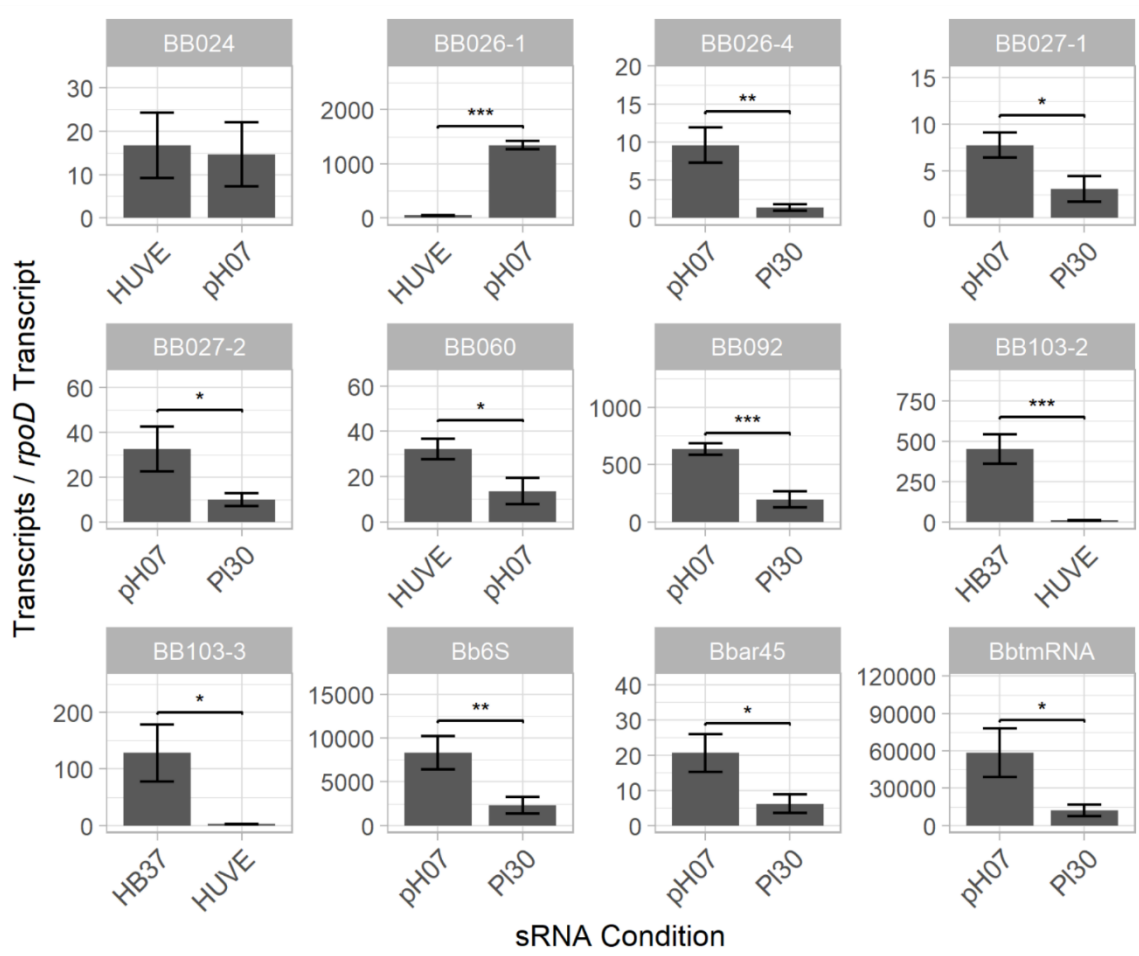 BB024 BB026-1 BB026-4 BB027-1
30 2000 20 15
*** ** *
20 1000 15 10
10 10 5
0 0 5 0
0
HUVE pH07 HUVE pH07 pH07 PI30 pH07 PI30
BB027-2 BB060 BB092 BB103-2
60 60 1000 750
* * *** ***
40 40 500 500
20 20 250
0 0 0 0
pH07 PI30 HUVE pH07 pH07 PI30 HB37 HUVE
BB103-3 Bb6S Bbar45 BbtmRNA
200 15000 40 120000
* ** * *
100 10000 30 90000
5000 20 60000
10 30000
0 0 0 0
HB37 HUVE pH07 PI30 pH07 PI30 pH07 PI30
Transcripts / rpoD Transcript
sRNA Condition